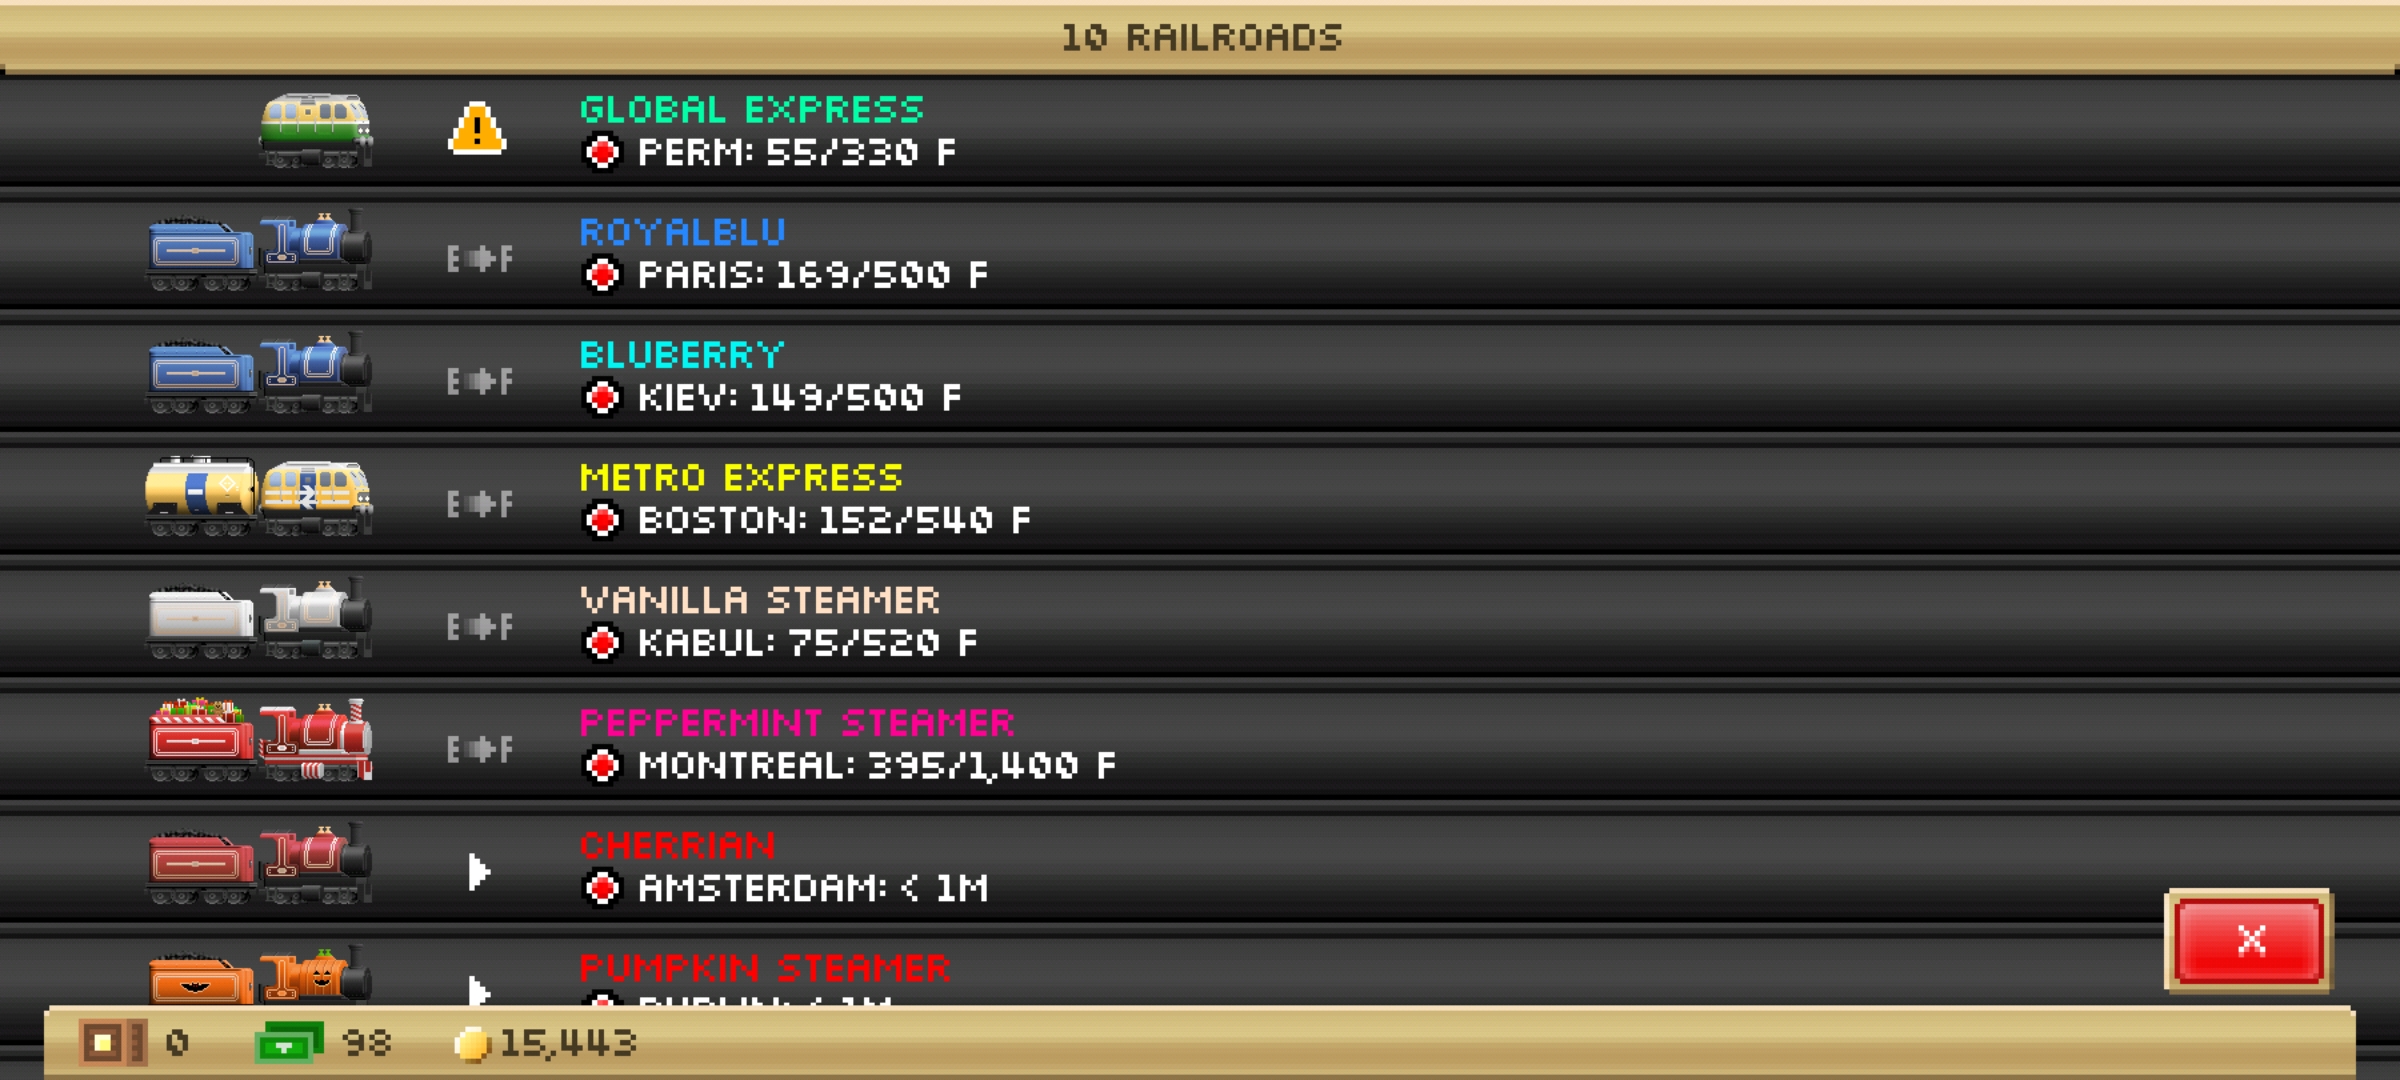 10 RAILROADS
GLOBAL EXPRESS
PERM: 55/330 F
ROYALBLU
E F
PARIS: 169/500 F
BLUBERRY
E F
KIEV: 149/500 F
METRO EXPRESS
E F
BOSTON: 152/540 F
VANILLA STEAMER
E F
KABUL: 75/520 F
PEPPERMINT STEAMER
E F
MONTREAL: 395/1,400 F
CHERRIAN
AMSTERDAM: < 1M
PUMPKIN STEAMER
X
0 98 15,443